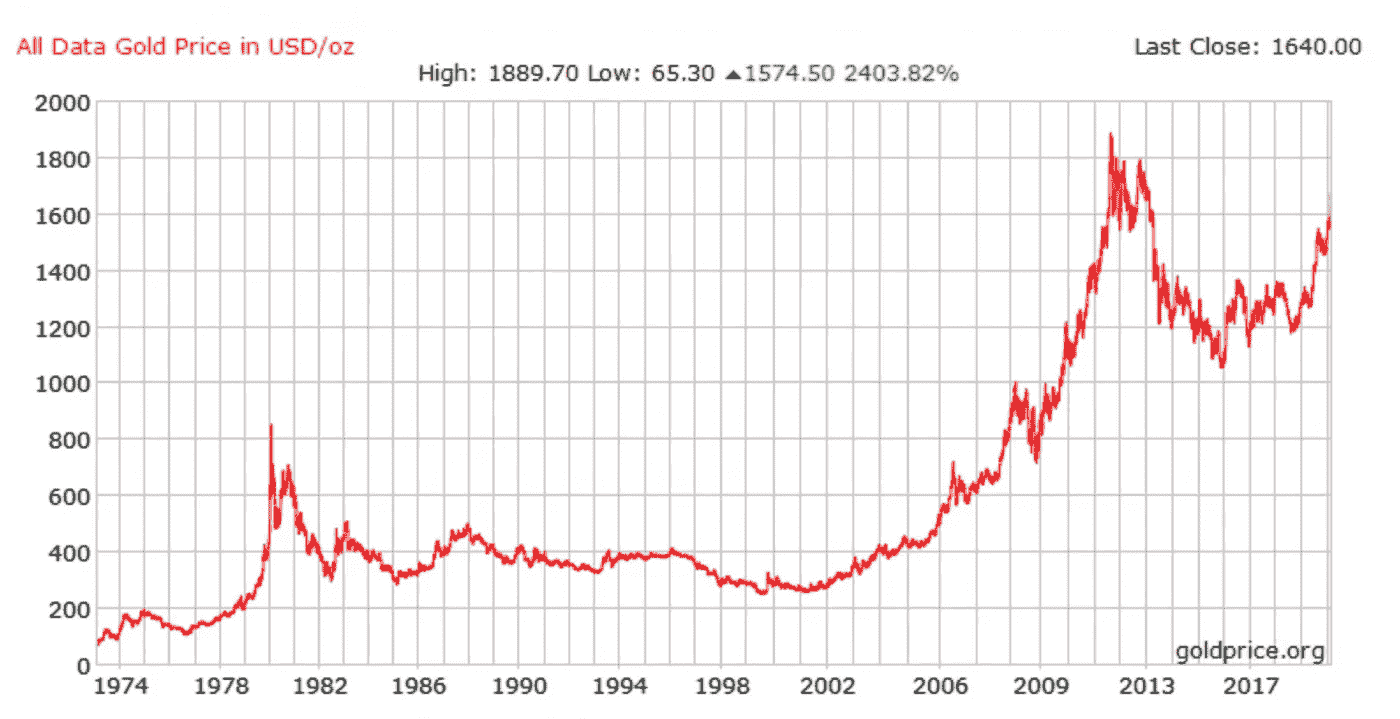 All Data Gold Price in USD/oz
Last Close: 1640.00
High: 1889.70 Low: 65.30 ▲1574.50 2403.82%
2000
1800
1600
1400
1200
1000
800
600
400
200
0
goldprice.org
1974 1978 1982 1986 1990 1994 1998 2002 2006 2009 2013 2017